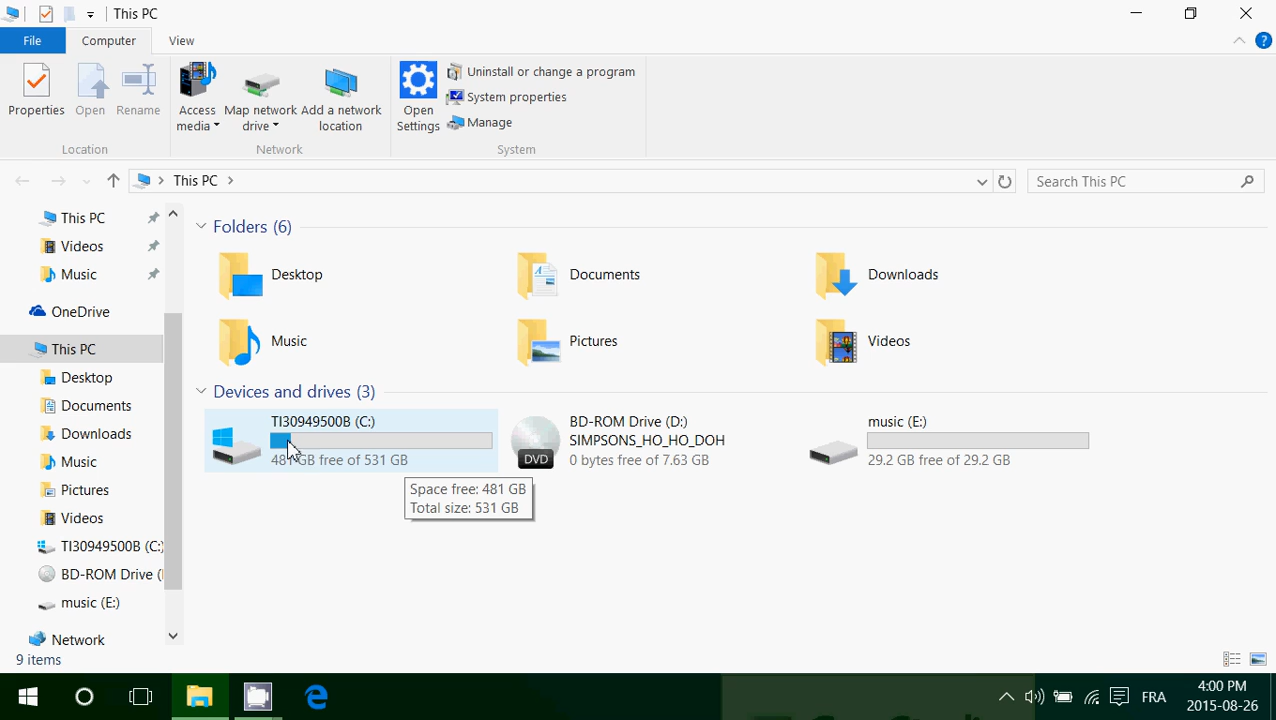 This PC
File
Computer
View
Properties
Open
Rename
Access media
Map network drive
Add a network location
Open Settings
Uninstall or change a program
System properties
Manage
Location
Network
System
This PC
Search This PC
This PC
Videos
Music
OneDrive
This PC
Desktop
Documents
Downloads
Music
Pictures
Videos
TI30949500B (C:)
BD-ROM Drive (
music (E:)
Network
Folders (6)
Desktop
Documents
Downloads
Music
Pictures
Videos
Devices and drives (3)
TI30949500B (C:)
481 GB free of 531 GB
BD-ROM Drive (D:)
SIMPSONS_HO_HO_DOH
0 bytes free of 7.63 GB
DVD
music (E:)
29.2 GB free of 29.2 GB
Space free: 481 GB
Total size: 531 GB
9 items
FRA
4:00 PM
2015-08-26